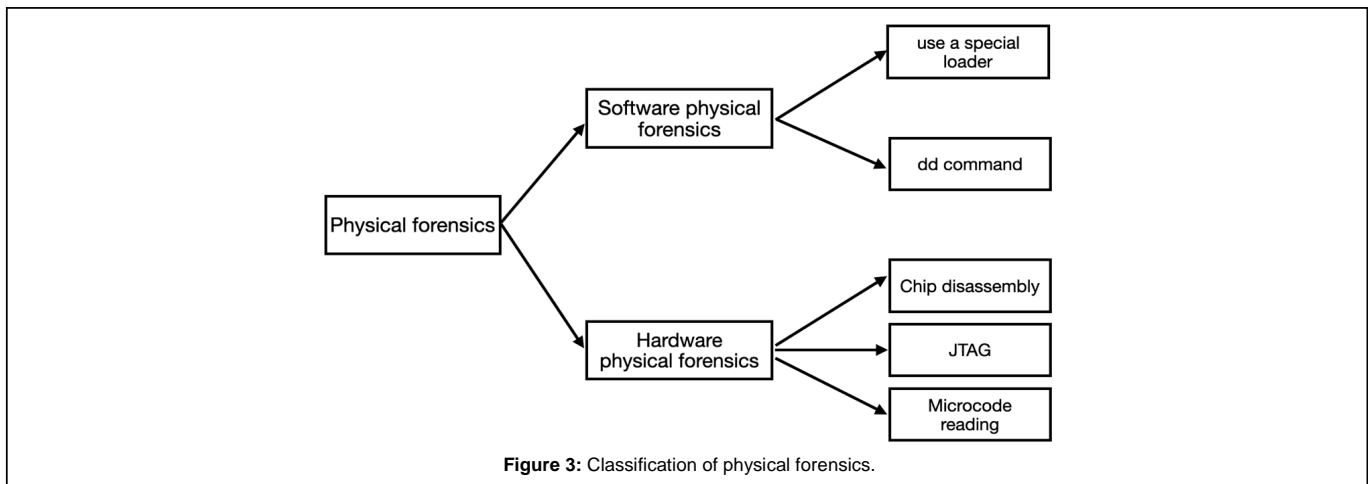 use a special
loader
Software physical
forensics
dd command
Physical forensics
Chip disassembly
Hardware
physical forensics
JTAG
Microcode
reading
Figure 3: Classification of physical forensics.